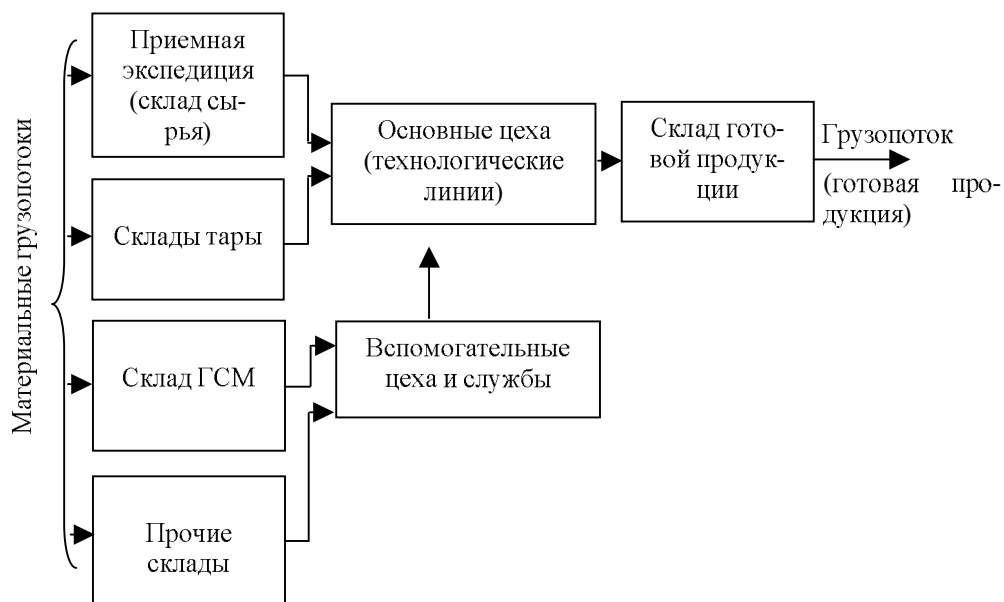 Материальные грузопотоки
Приемная
экспедиция
(склад сы-
рья)
Склады тары
Склад ГСМ
Прочие
склады
Основные цеха
(технологические
линии)
Вспомогательные
цеха и службы
Склад гото-
вой продук-
ции
Грузопоток
(готовая про-
дукция)